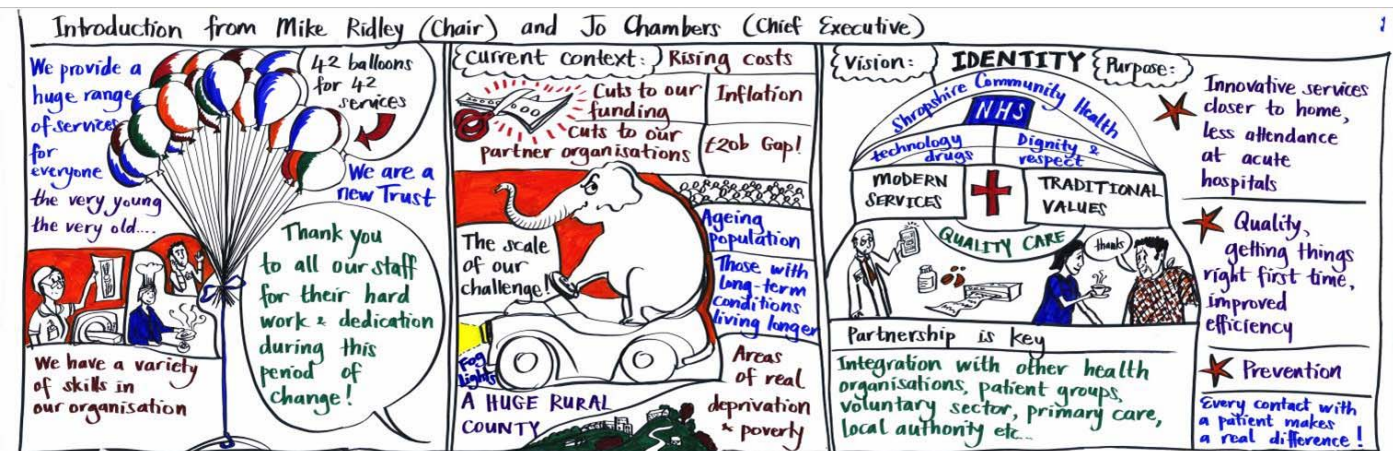 Introduction from Mike Ridley (Chair) and Jo Chambers (Chief Executive)
1
We provide a
huge range
of services
for
everyone
the very young
the very old....
42 balloons
for 42
services
We are a
new Trust
Thank you
to all our staff
for their hard
work & dedication
during this
period of
change!
We have a variety
of skills in
our organisation
Current context:
Rising costs
Cuts to our
funding
Inflation
Cuts to our
partner organisations
£20b Gap!
The scale
of our
challenge!
Ageing
population
Those with
long-term
conditions
living longer
Fog
Lights
A HUGE RURAL
COUNTY
Areas
of real
deprivation
& poverty
Vision:
IDENTITY
Purpose:
Shropshire Community Health
NHS
technology
drugs
Dignity &
respect
MODERN
SERVICES
TRADITIONAL
VALUES
QUALITY CARE
thanks
Partnership is key
Integration with other health
organisations, patient groups,
voluntary sector, primary care,
local authority etc...
Innovative services
closer to home,
less attendance
at acute
hospitals
Quality,
getting things
right first time,
improved
efficiency
Prevention
Every contact with
a patient makes
a real difference!